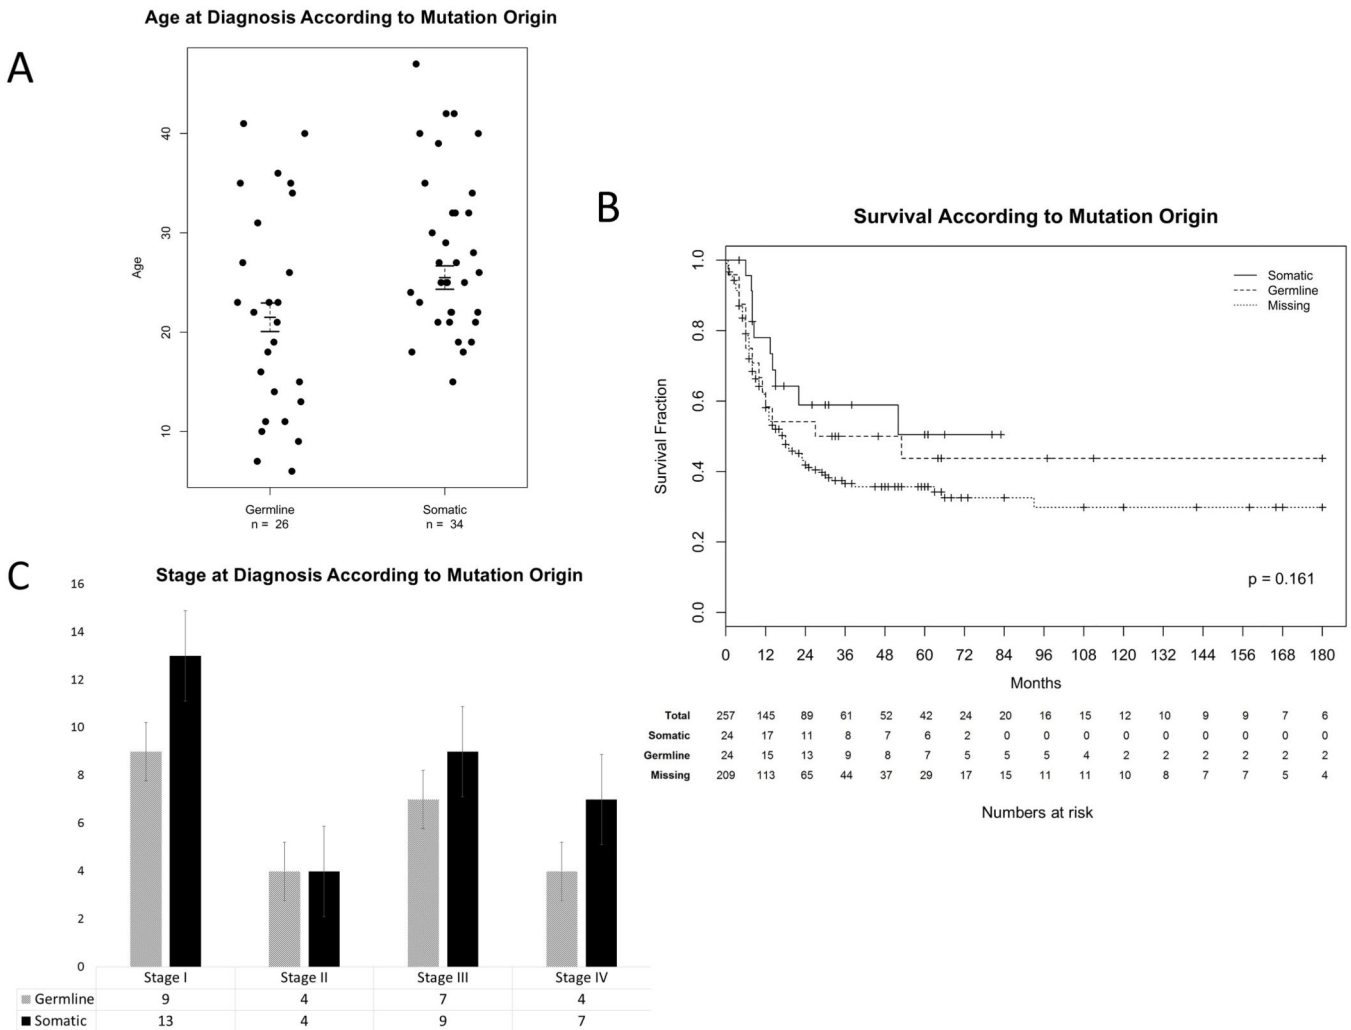 Age at Diagnosis According to Mutation Origin
A
Age
40
30
20
10
Germline
n = 26
Somatic
n = 34
B
Survival According to Mutation Origin
Survival Fraction
1.0
0.8
0.6
0.4
0.2
0.0
Somatic
Germline
Missing
p = 0.161
0 12 24 36 48 60 72 84 96 108 120 132 144 156 168 180
Months
Total 257 145 89 61 52 42 24 20 16 15 12 10 9 9 7 6
Somatic 24 17 11 8 7 6 2 0 0 0 0 0 0 0 0 0
Germline 24 15 13 9 8 7 5 5 5 4 2 2 2 2 2 2
Missing 209 113 65 44 37 29 17 15 11 11 10 8 7 7 5 4
Numbers at risk
C
Stage at Diagnosis According to Mutation Origin
16
14
12
10
8
6
4
2
0
Stage I Stage II Stage III Stage IV
Germline 9 4 7 4
Somatic 13 4 9 7